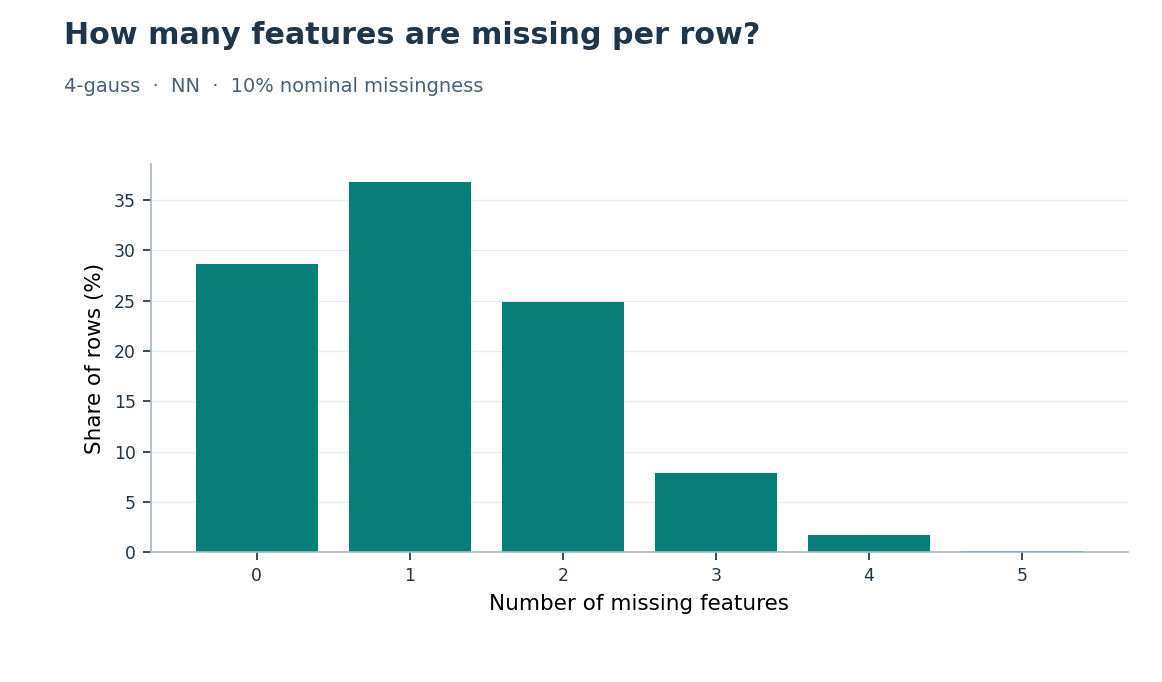 How many features are missing per row?
4-gauss · NN · 10% nominal missingness
Share of rows (%)
35
30
25
20
15
10
5
0
0 1 2 3 4 5
Number of missing features